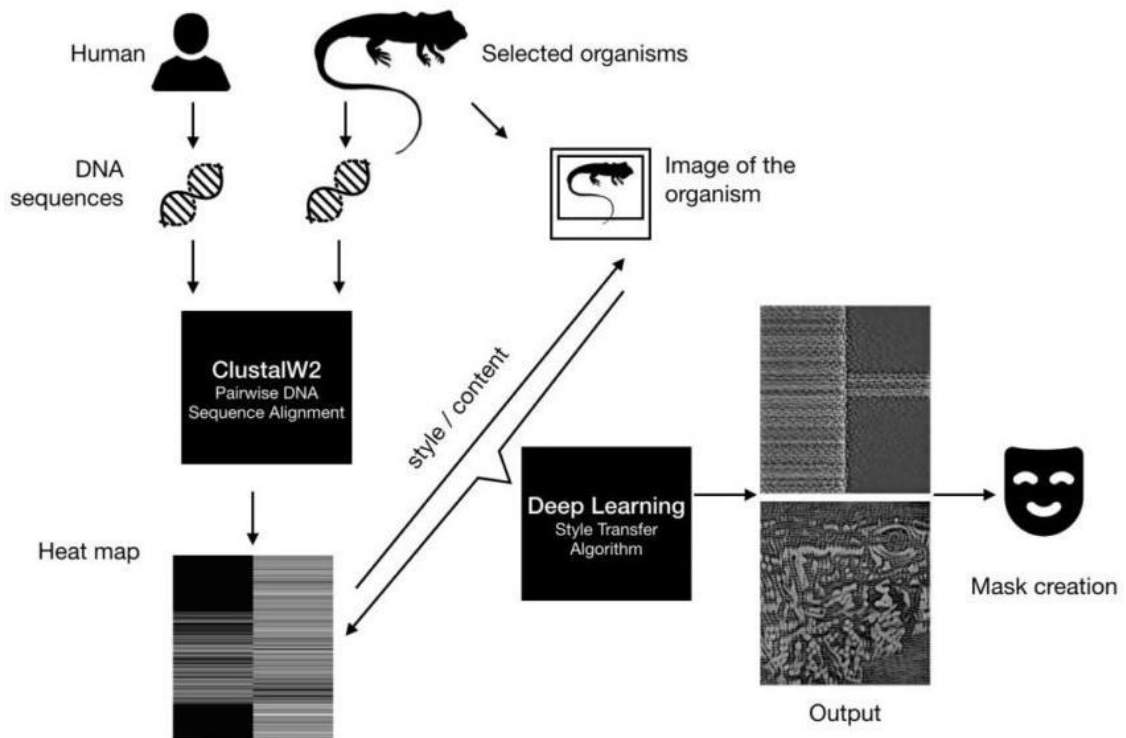 Human
Selected organisms
DNA
sequences
Image of the
organism
ClustalW2
Pairwise DNA
Sequence Alignment
style / content
Deep Learning
Style Transfer
Algorithm
Heat map
Mask creation
Output